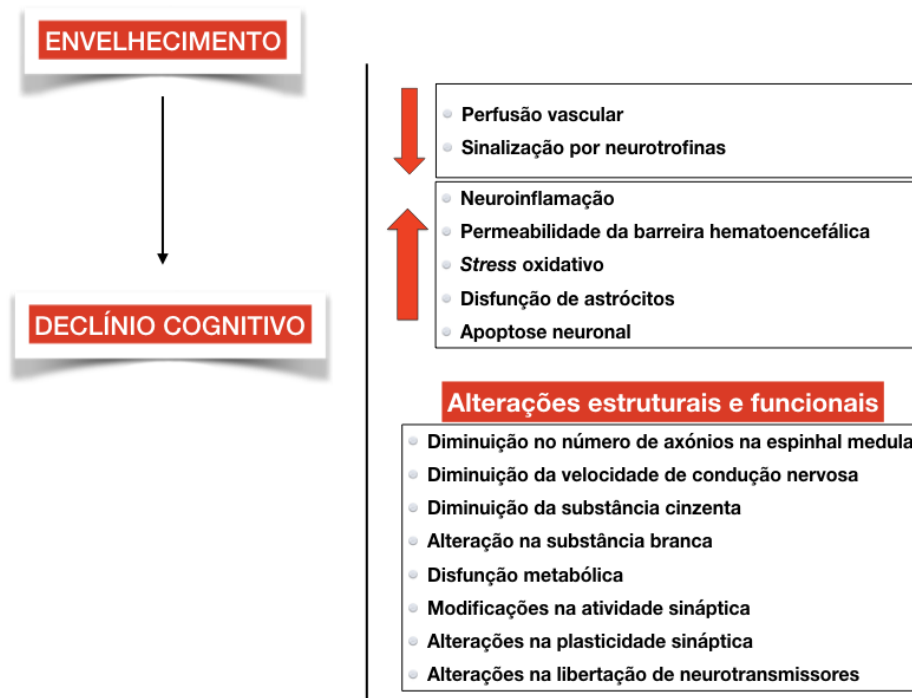 ENVELHECIMENTO
DECLÍNIO COGNITIVO
Perfusão vascular
Sinalização por neurotrofinas
Neuroinflamação
Permeabilidade da barreira hematoencefálica
Stress oxidativo
Disfunção de astrócitos
Apoptose neuronal
Alterações estruturais e funcionais
Diminuição no número de axónios na espinhal medula
Diminuição da velocidade de condução nervosa
Diminuição da substância cinzenta
Alteração na substância branca
Disfunção metabólica
Modificações na atividade sináptica
Alterações na plasticidade sináptica
Alterações na libertação de neurotransmissores